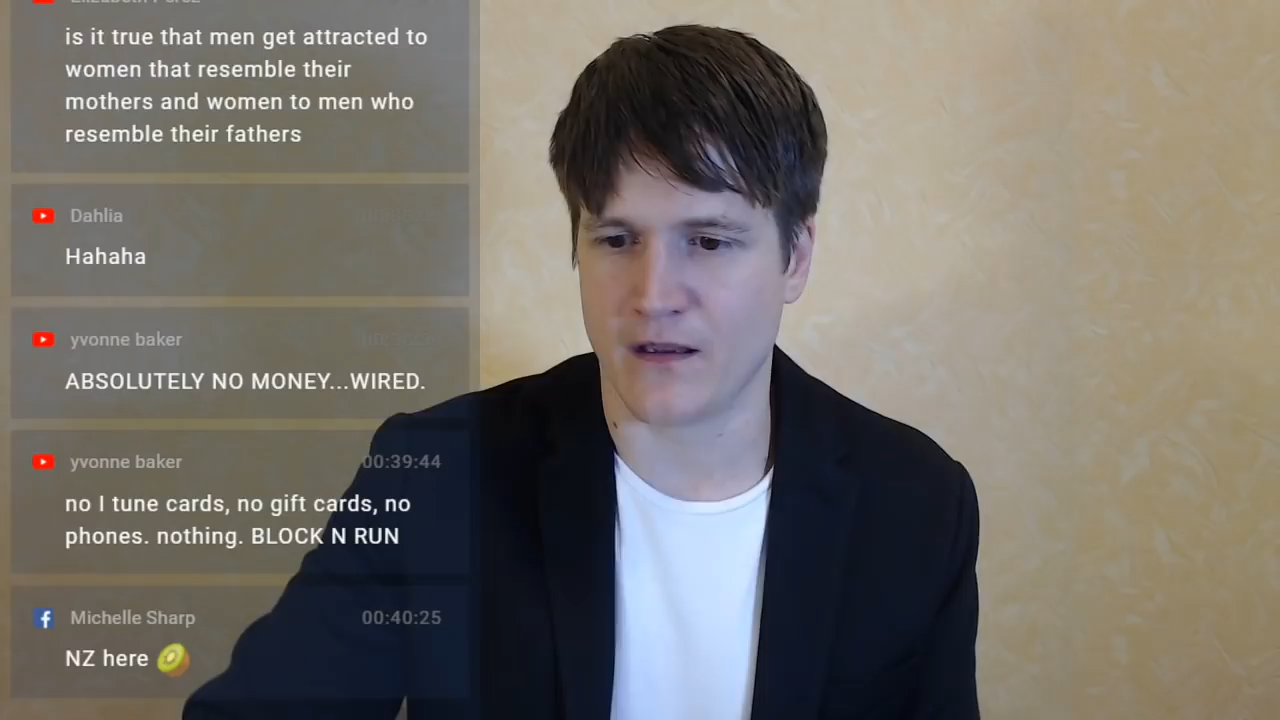 is it true that men get attracted to
women that resemble their
mothers and women to men who
resemble their fathers
Dahlia
Hahaha
yvonne baker
ABSOLUTELY NO MONEY...WIRED.
yvonne baker 00:39:44
no I tune cards, no gift cards, no
phones. nothing. BLOCK N RUN
Michelle Sharp 00:40:25
NZ here